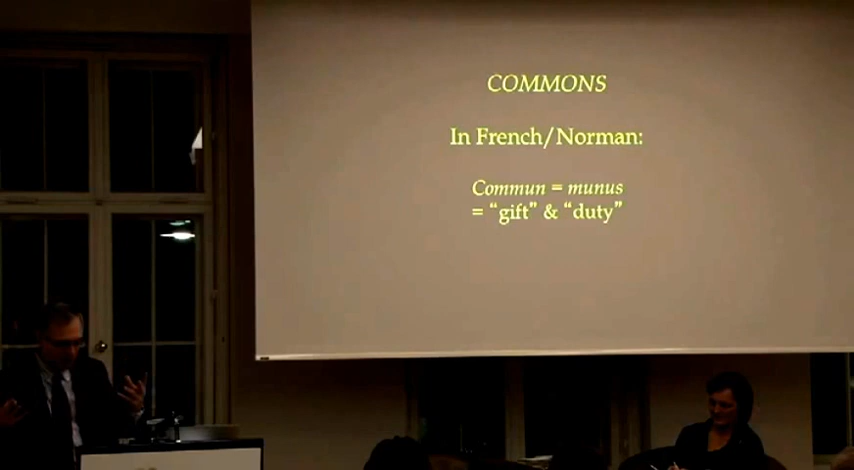 COMMONS
In French/Norman:
Commun = munus
= “gift” & “duty”